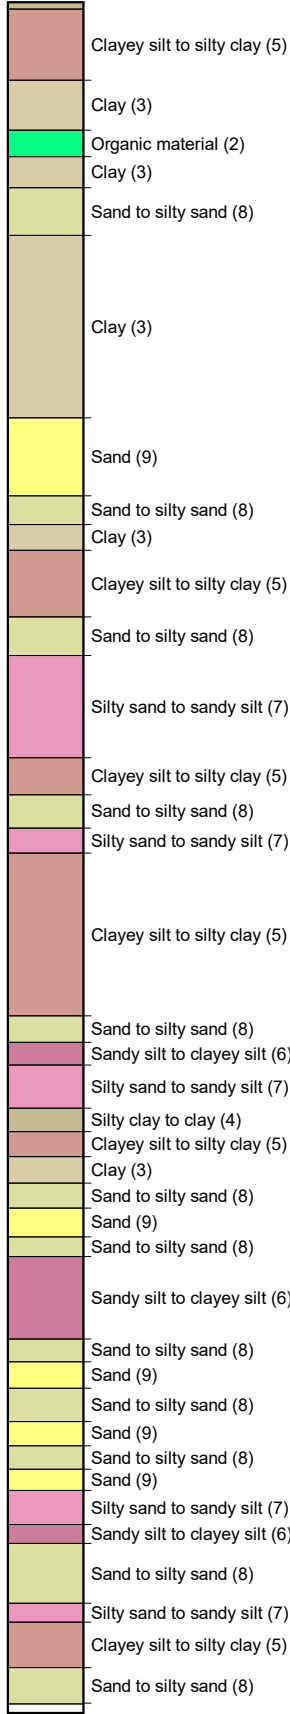 Clayey silt to silty clay (5)
Clay (3)
Organic material (2)
Clay (3)
Sand to silty sand (8)
Clay (3)
Sand (9)
Sand to silty sand (8)
Clay (3)
Clayey silt to silty clay (5)
Sand to silty sand (8)
Silty sand to sandy silt (7)
Clayey silt to silty clay (5)
Sand to silty sand (8)
Silty sand to sandy silt (7)
Clayey silt to silty clay (5)
Sand to silty sand (8)
Sandy silt to clayey silt (6)
Silty sand to sandy silt (7)
Silty clay to clay (4)
Clayey silt to silty clay (5)
Clay (3)
Sand to silty sand (8)
Sand (9)
Sand to silty sand (8)
Sandy silt to clayey silt (6)
Sand to silty sand (8)
Sand (9)
Sand to silty sand (8)
Sand (9)
Sand to silty sand (8)
Sand (9)
Silty sand to sandy silt (7)
Sandy silt to clayey silt (6)
Sand to silty sand (8)
Silty sand to sandy silt (7)
Clayey silt to silty clay (5)
Sand to silty sand (8)